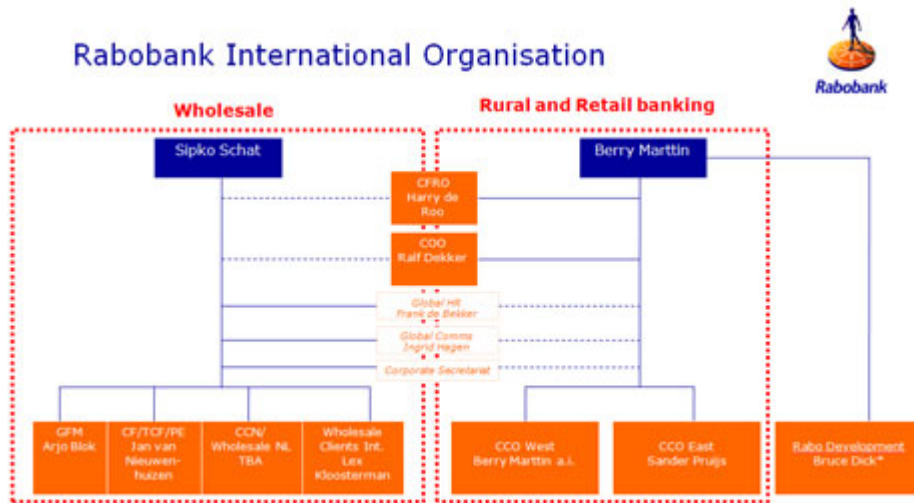 Rabobank International Organisation
Rabobank
Wholesale
Rural and Retail banking
Sipko Schat
Berry Marttin
CFRO
Harry de
Roo
COO
Ralf Dekker
Global HR
Frank de Bekker
Global Comms
Ingrid Hagen
Corporate Secretariat
GFM
Arjo Blok
CF/TCF/PE
Jan van
Nieuwen-
huizen
CCN/
Wholesale NL
TBA
Wholesale
Clients Int.
Lex
Kloosterman
CCO West
Berry Marttin a.i.
CCO East
Sander Pruijs
Rabo Development
Bruce Dick*